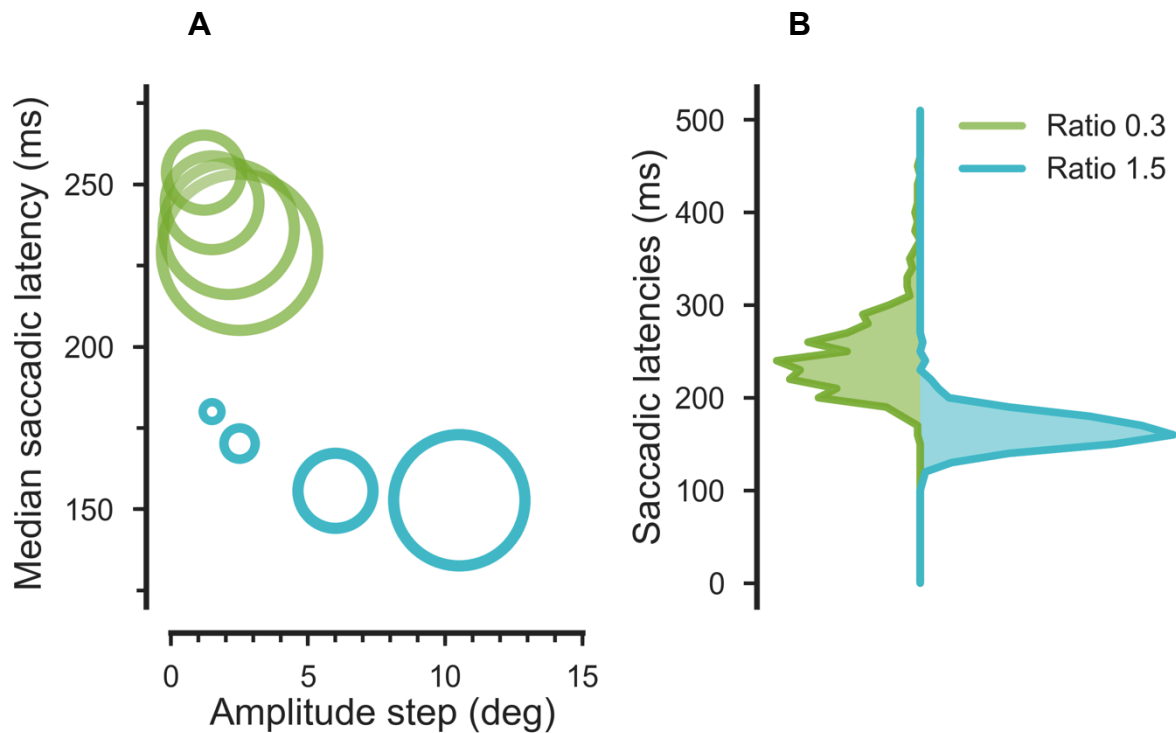 A
Median saccadic latency (ms)
250
200
150
0 5 10 15
Amplitude step (deg)
B
Saccadic latencies (ms)
500
400
300
200
100
0
Ratio 0.3
Ratio 1.5